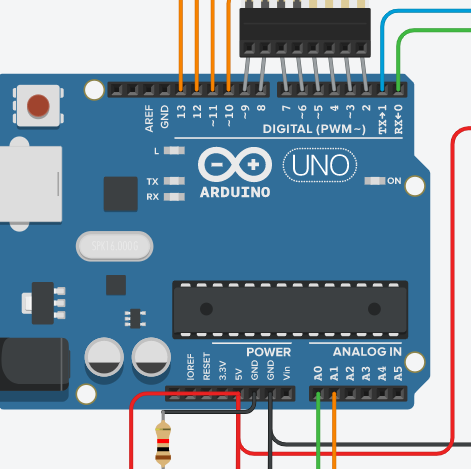 AREF
GND
13
12
~11
~10
~9
8
7
~6
~5
4
~3
2
TX→1
RX←0
DIGITAL (PWM~)
L
TX
RX
ARDUINO
UNO
ON
SPK16.000G
POWER
ANALOG IN
IOREF
RESET
3.3V
5V
GND
GND
Vin
A0
A1
A2
A3
A4
A5